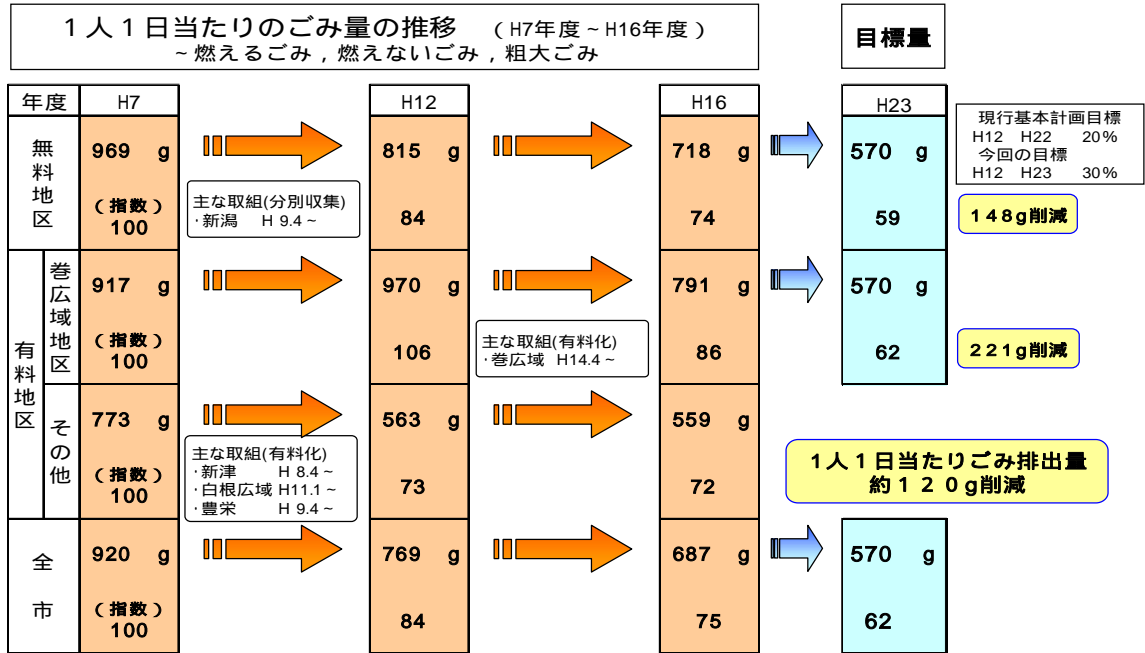 1人1日当たりのごみ量の推移 （H7年度~H16年度）
~燃えるごみ,燃えないごみ,粗大ごみ
目標量
年度 H7 H12 H16 H23
無料地区
969 g 815 g 718 g 570 g
（指数）
100 84 74 59
主な取組(分別収集)
・新潟 H 9.4~
現行基本計画目標
H12 H22 20%
今回の目標
H12 H23 30%
148g削減
有料地区
巻広域地区
917 g 970 g 791 g 570 g
（指数）
100 106 86 62
主な取組(有料化)
・巻広域 H14.4~
221g削減
その他
773 g 563 g 559 g
（指数）
100 73 72
主な取組(有料化)
・新津 H 8.4~
・白根広域 H11.1~
・豊栄 H 9.4~
1人1日当たりごみ排出量
約120g削減
全市
920 g 769 g 687 g 570 g
（指数）
100 84 75 62